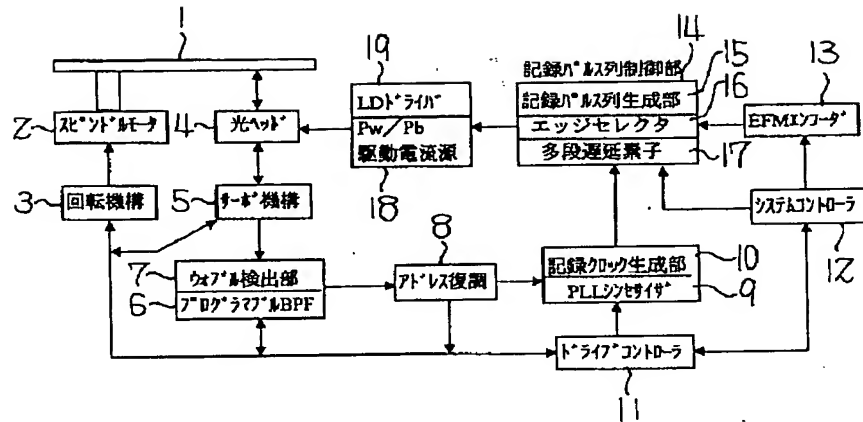 1
19
14
記録パルス列制御部
15
16
13
LDドライバ
記録パルス列生成部
2
スピンドルモータ
4
光ヘッド
Pw/Pb
エッジセレクタ
EFMエンコーダ
駆動電流源
多段遅延素子
17
18
3
回転機構
5
サーボ機構
8
システムコントローラ
12
7
ウォブル検出部
アドレス復調
記録クロック生成部
10
6
プログラマブルBPF
PLLシンセサイザ
9
ドライブコントローラ
11